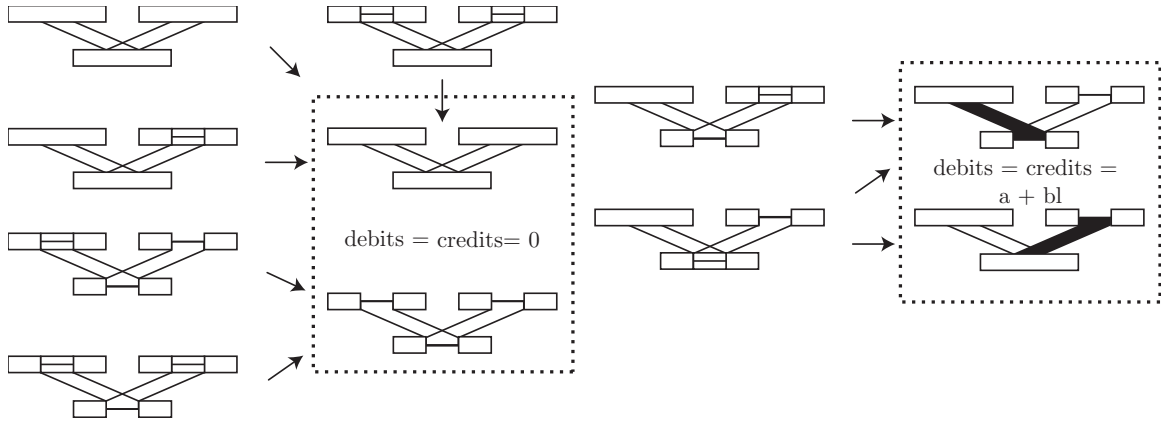 debits = credits= 0
debits = credits =
a + bl